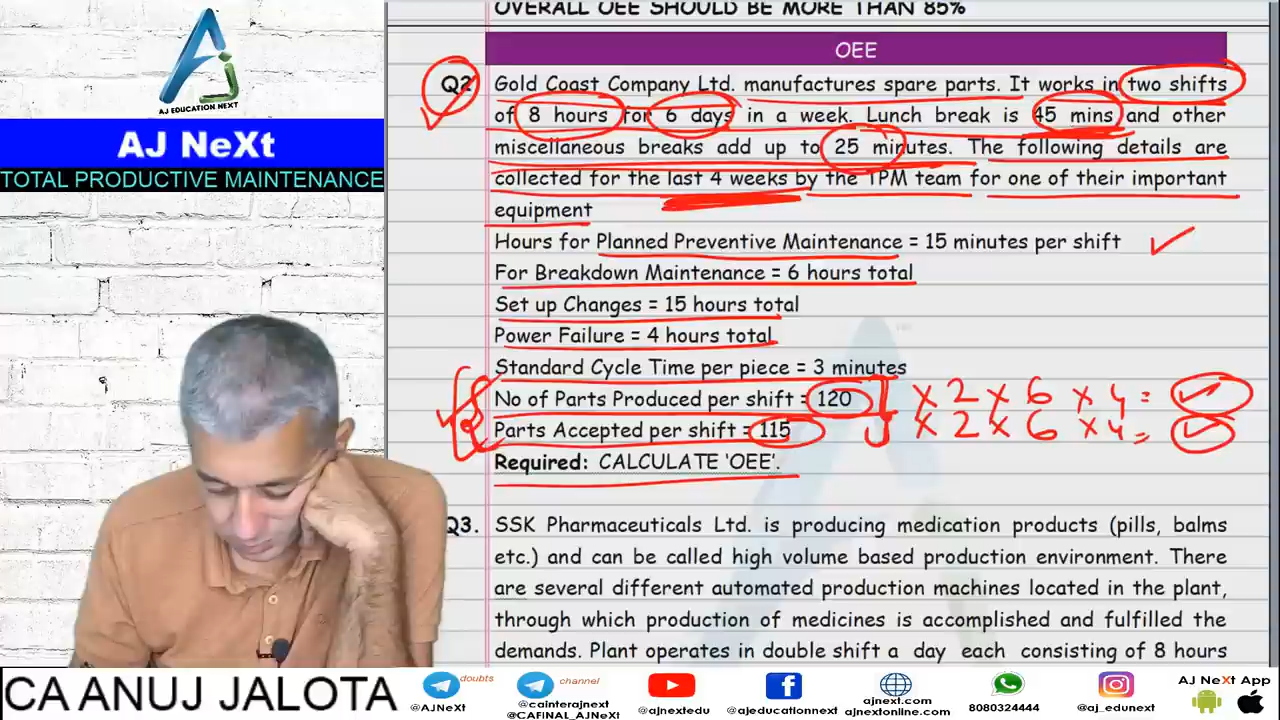 OVERALL OEE SHOULD BE MORE THAN 85%
AJ EDUCATION NEXT
AJ NeXt
TOTAL PRODUCTIVE MAINTENANCE
OEE
Q2 Gold Coast Company Ltd. manufactures spare parts. It works in two shifts
of 8 hours for 6 days in a week. Lunch break is 45 mins and other
miscellaneous breaks add up to 25 minutes. The following details are
collected for the last 4 weeks by the TPM team for one of their important
equipment
Hours for Planned Preventive Maintenance = 15 minutes per shift
For Breakdown Maintenance = 6 hours total
Set up Changes = 15 hours total
Power Failure = 4 hours total
Standard Cycle Time per piece = 3 minutes
No of Parts Produced per shift = 120 x 2 x 6 x 4 =
Parts Accepted per shift = 115 x 2 x 6 x 4 =
Required: CALCULATE 'OEE'.
Q3. SSK Pharmaceuticals Ltd. is producing medication products (pills, balms
etc.) and can be called high volume based production environment. There
are several different automated production machines located in the plant,
through which production of medicines is accomplished and fulfilled the
demands. Plant operates in double shift a day each consisting of 8 hours
CA ANUJ JALOTA
doubts
@AJNext
channel
@cainterajnext
@CAFINAL_AJNeXt
@ajnextedu
@ajeducationnext
ajnext.com
ajnextonline.com
8080324444
@aj_edunext
AJ NeXt App